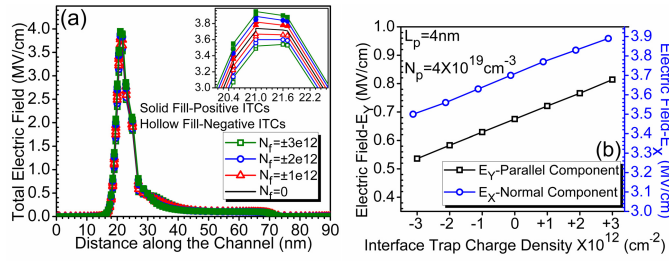 (a)
Total Electric Field (MV/cm)
4.0
3.5
3.0
2.5
2.0
1.5
1.0
0.5
0.0
3.8
3.6
3.4
3.2
3.0
20.4 21.0 21.6 22.2
Solid Fill-Positive ITCs
Hollow Fill-Negative ITCs
N_f=±3e12
N_f=±2e12
N_f=±1e12
N_f=0
0 10 20 30 40 50 60 70 80 90
Distance along the Channel (nm)
Electric Field-E_Y (MV/cm)
1.0
0.9
0.8
0.7
0.6
0.5
0.4
L_p=4nm
N_p=4X10^19cm^-3
(b)
E_Y-Parallel Component
E_X-Normal Component
3.9
3.8
3.7
3.6
3.5
3.4
3.3
3.2
3.1
3.0
Electric Field-E_X (MV/cm)
-3 -2 -1 0 +1 +2 +3
Interface Trap Charge Density X10^12 (cm^-2)